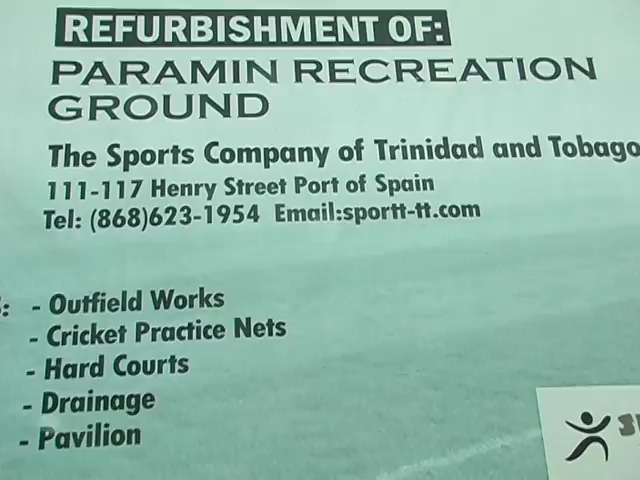 REFURBISHMENT OF:
PARAMIN RECREATION
GROUND
The Sports Company of Trinidad and Tobago
111-117 Henry Street Port of Spain
Tel: (868)623-1954 Email:sportt-tt.com
- Outfield Works
- Cricket Practice Nets
- Hard Courts
- Drainage
- Pavilion